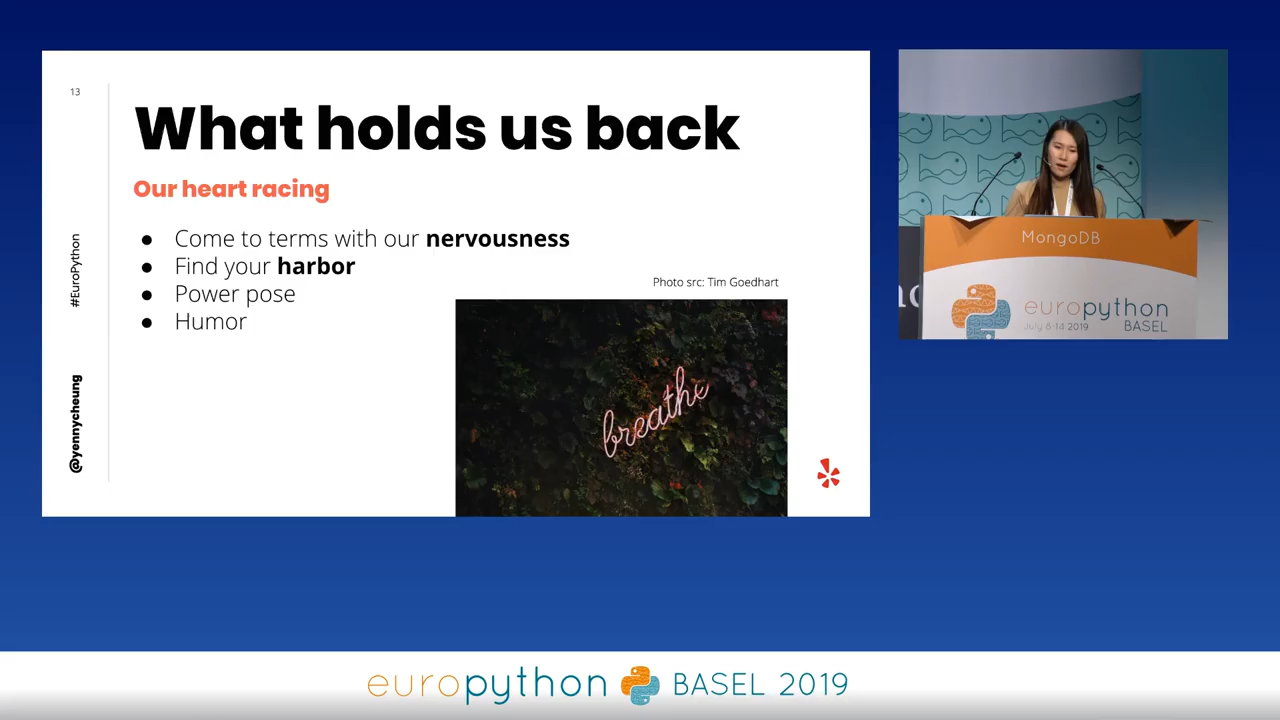 13
What holds us back
Our heart racing
● Come to terms with our nervousness
● Find your harbor
● Power pose
● Humor
Photo src: Tim Goedhart
breathe
#EuroPython
@yennycheung
MongoDB
europython
July 8-14 2019
BASEL
europython BASEL 2019